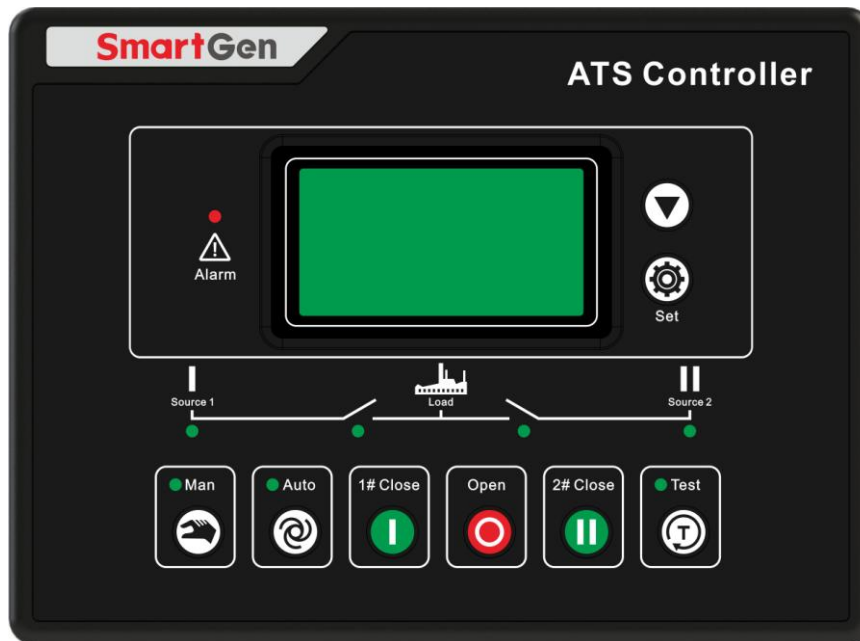 SmartGen
ATS Controller
Alarm
Set
I
II
Source 1
Load
Source 2
Man
Auto
1# Close
Open
2# Close
Test
I
II
T